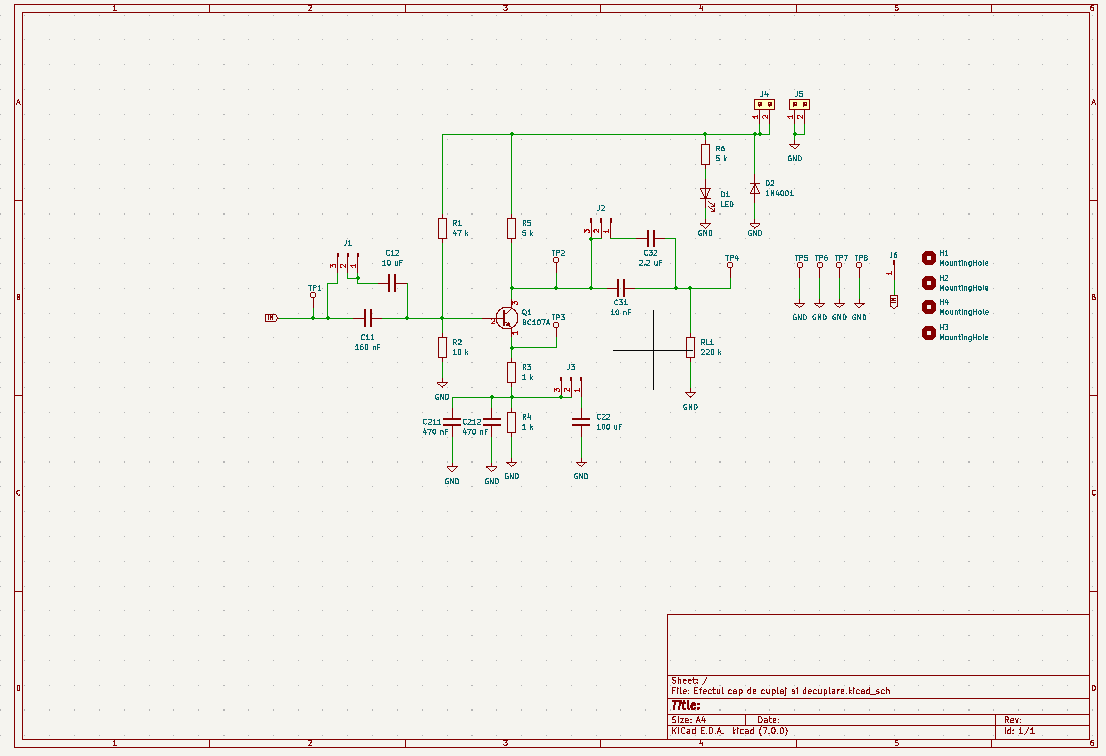 1 2 3 4 5 6
A A
J4 J5
1 2 1 2
GND
R6
5 k
D1
LED
D2
1N4001
GND GND
R1
47 k
R5
6 k
J2
3 2 1
C32
2.2 uF
J1
3 2 1
C12
10 uF
TP1
TP2
TP4
TP5 TP6 TP7 TP8
J6
1
H1
MountingHole
H2
MountingHole
H4
MountingHole
H3
MountingHole
B B
GND GND GND GND
IN
IN
C31
10 nF
C11
160 nF
3
2
1
Q1
BC107A
TP3
R2
10 k
GND
RL1
220 k
GND
R3
1 k
J3
3 2 1
C211
470 nF
C212
470 nF
R4
1 k
C22
100 uF
GND GND GND GND
C C
D D
Sheet: /
File: Efectul cap de cuplaj si decuplare.kicad_sch
Title:
Size: A4 Date: Rev:
KiCad E.D.A. kicad (7.0.0) Id: 1/1
1 2 3 4 5 6